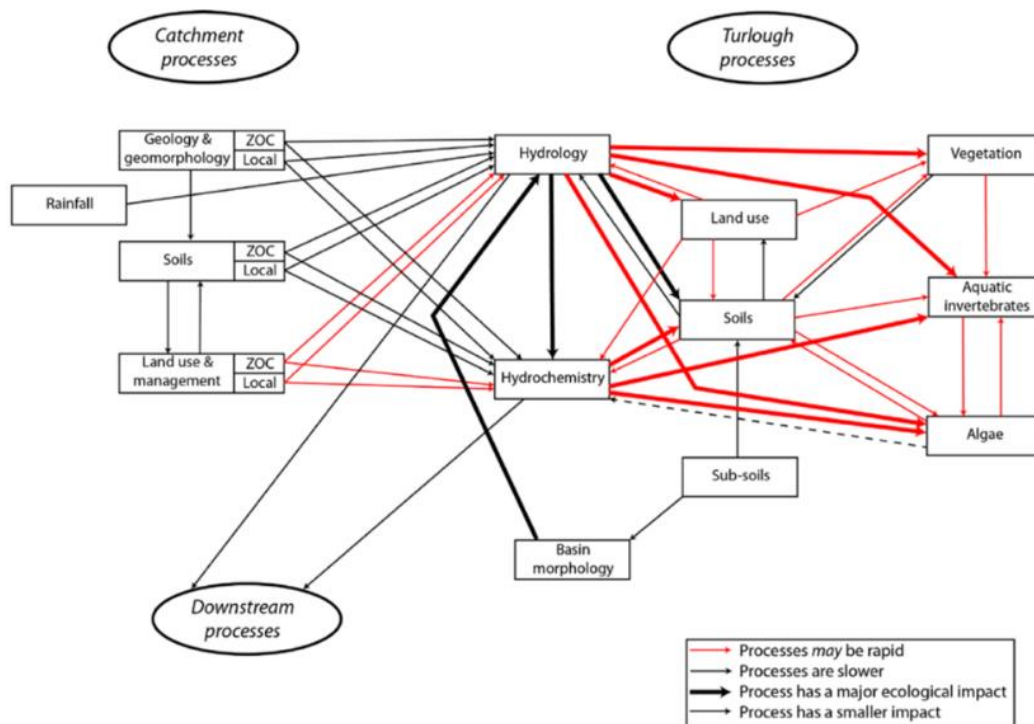 Catchment
processes
Turlough
processes
Geology &
geomorphology
ZOC
Local
Hydrology
Vegetation
Rainfall
Land use
Soils
ZOC
Local
Aquatic
invertebrates
Soils
Land use &
management
ZOC
Local
Hydrochemistry
Algae
Sub-soils
Basin
morphology
Downstream
processes
Processes may be rapid
Processes are slower
Process has a major ecological impact
Process has a smaller impact